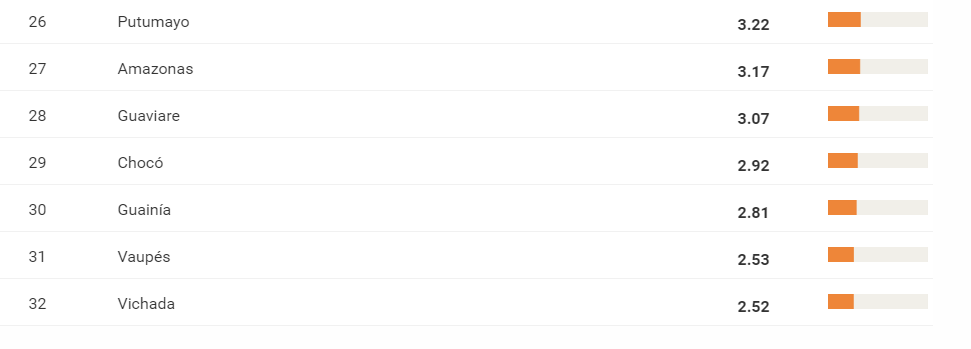 26 Putumayo 3.22
27 Amazonas 3.17
28 Guaviare 3.07
29 Chocó 2.92
30 Guainía 2.81
31 Vaupés 2.53
32 Vichada 2.52